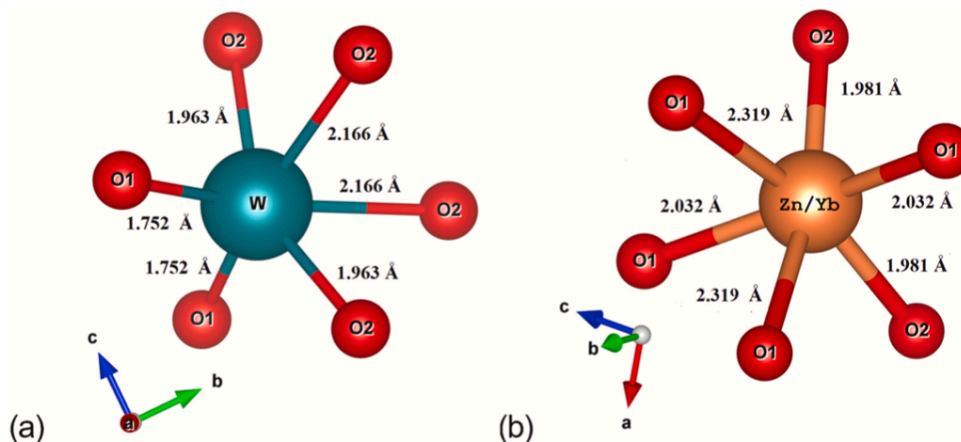 O2
O2
1.963 Å
2.166 Å
O1
W
2.166 Å
O2
1.752 Å
1.752 Å
1.963 Å
O1
O2
c
b
a
(a)
O2
1.981 Å
O1
2.319 Å
O1
Zn/Yb
2.032 Å
2.032 Å
O1
1.981 Å
2.319 Å
O2
O1
c
b
a
(b)